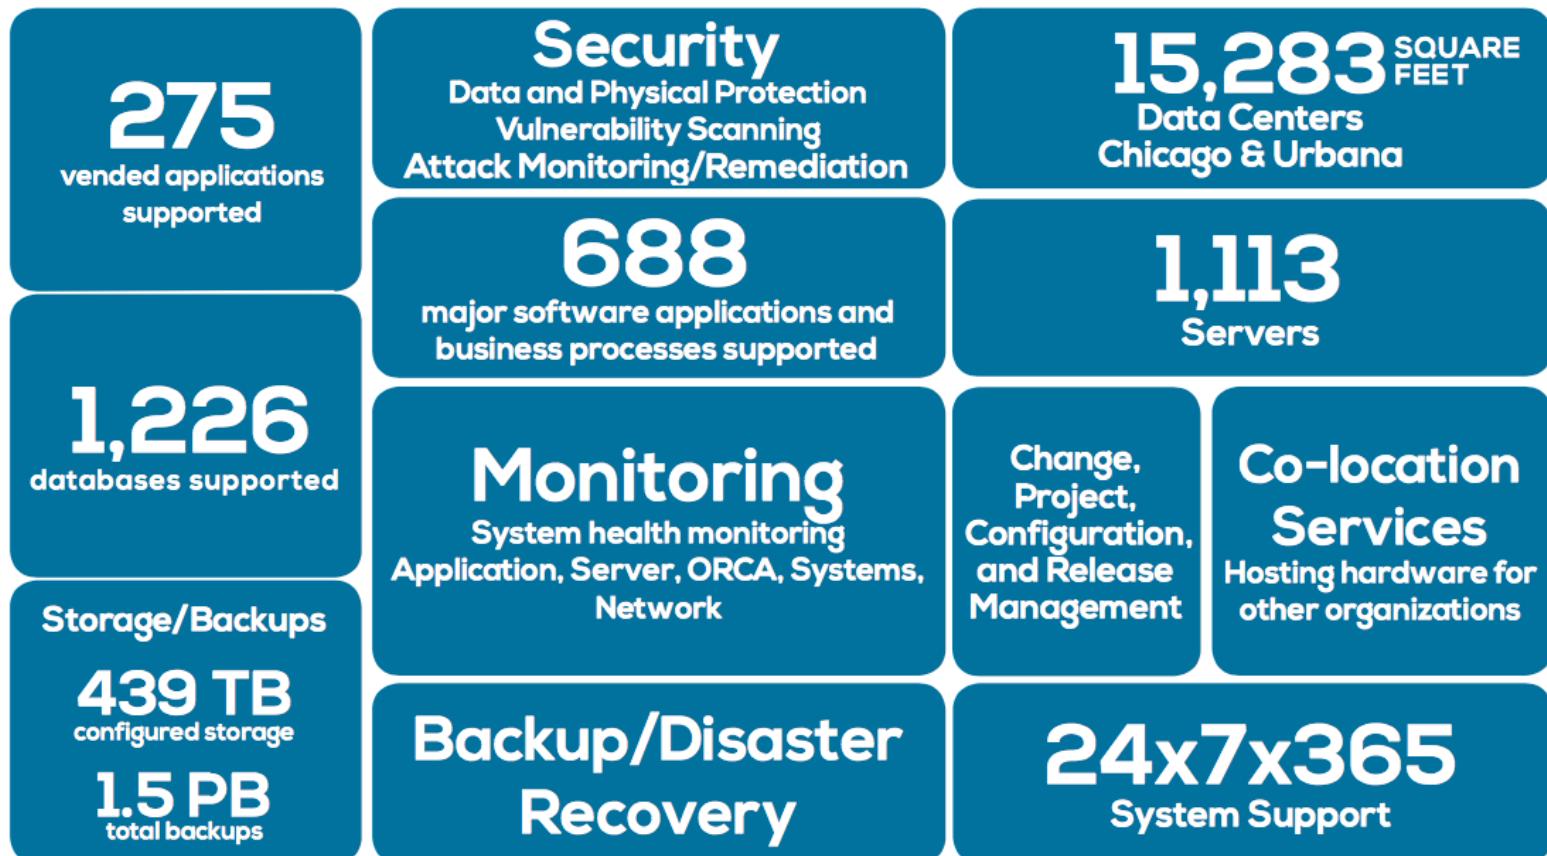 275
vended applications
supported
1,226
databases supported
Storage/Backups
439 TB
configured storage
1.5 PB
total backups
Security
Data and Physical Protection
Vulnerability Scanning
Attack Monitoring/Remediation
688
major software applications and
business processes supported
Monitoring
System health monitoring
Application, Server, ORCA, Systems,
Network
Backup/Disaster
Recovery
15,283 SQUARE
FEET
Data Centers
Chicago & Urbana
1,113
Servers
Change,
Project,
Configuration,
and Release
Management
Co-location
Services
Hosting hardware for
other organizations
24x7x365
System Support